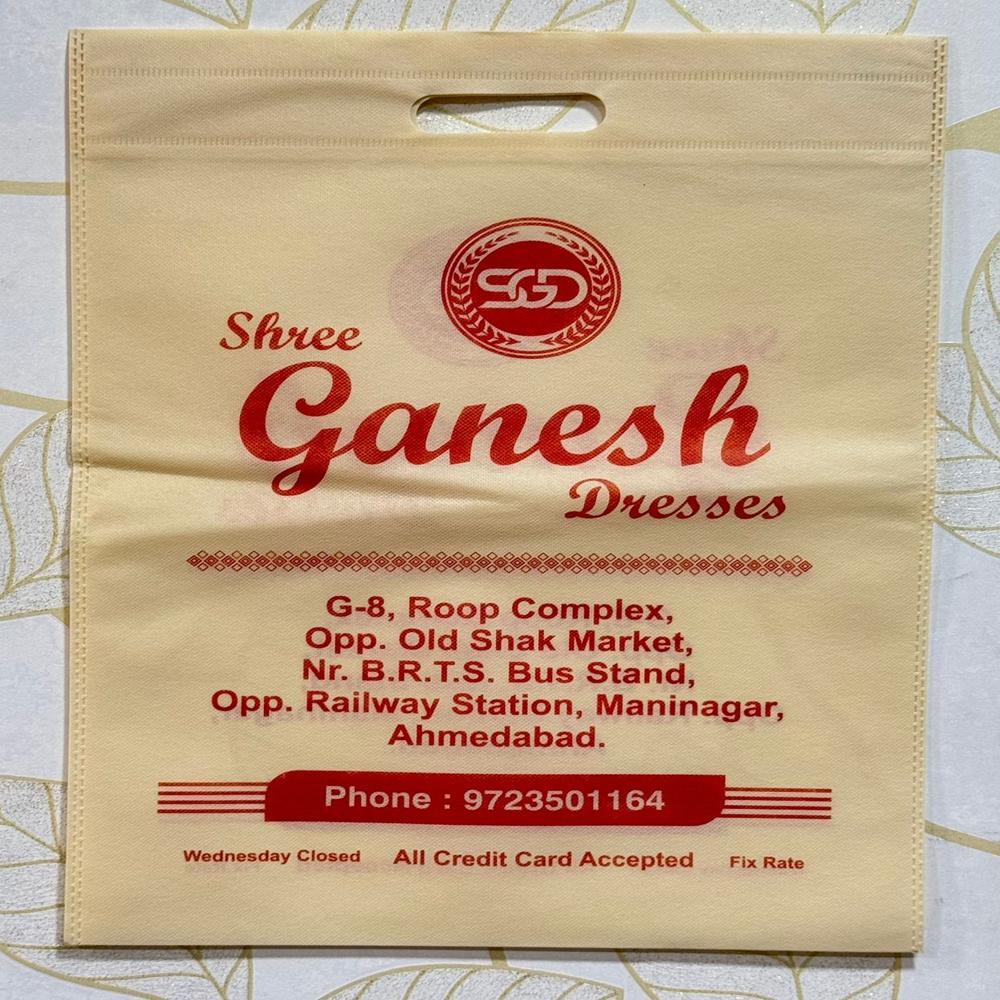 SGD
Shree
Ganesh
Dresses
G-8, Roop Complex,
Opp. Old Shak Market,
Nr. B.R.T.S. Bus Stand,
Opp. Railway Station, Maninagar,
Ahmedabad.
Phone : 9723501164
Wednesday Closed All Credit Card Accepted Fix Rate